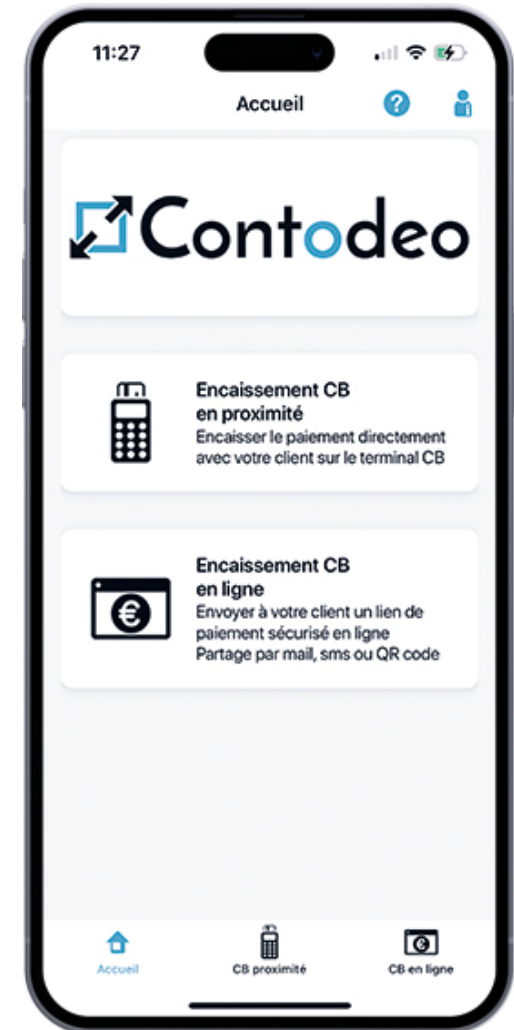 11:27
Accueil
?
Contodeo
Encaissement CB
en proximité
Encaisser le paiement directement
avec votre client sur le terminal CB
€
Encaissement CB
en ligne
Envoyer à votre client un lien de
paiement sécurisé en ligne
Partage par mail, sms ou QR code
Accueil
CB proximité
CB en ligne